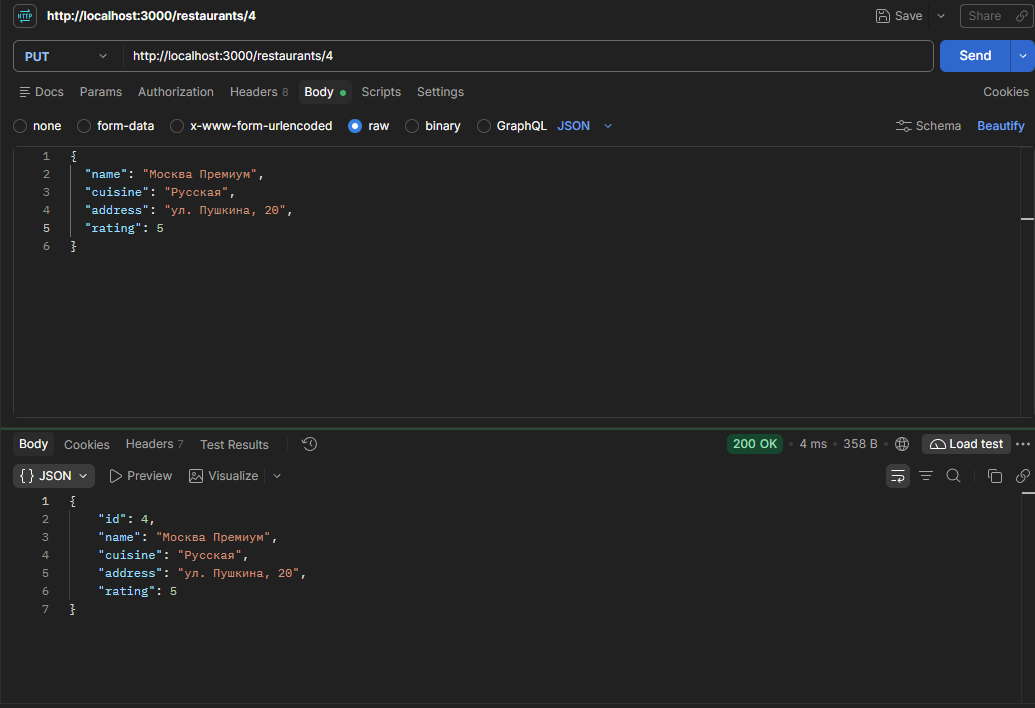 HTTP http://localhost:3000/restaurants/4 Save Share
PUT http://localhost:3000/restaurants/4 Send
Docs Params Authorization Headers 8 Body Scripts Settings Cookies
none form-data x-www-form-urlencoded raw binary GraphQL JSON Schema Beautify
1 {
2 "name": "Москва Премиум",
3 "cuisine": "Русская",
4 "address": "ул. Пушкина, 20",
5 "rating": 5
6 }
Body Cookies Headers 7 Test Results 200 OK • 4 ms • 358 B • Load test
{} JSON Preview Visualize
1 {
2 "id": 4,
3 "name": "Москва Премиум",
4 "cuisine": "Русская",
5 "address": "ул. Пушкина, 20",
6 "rating": 5
7 }